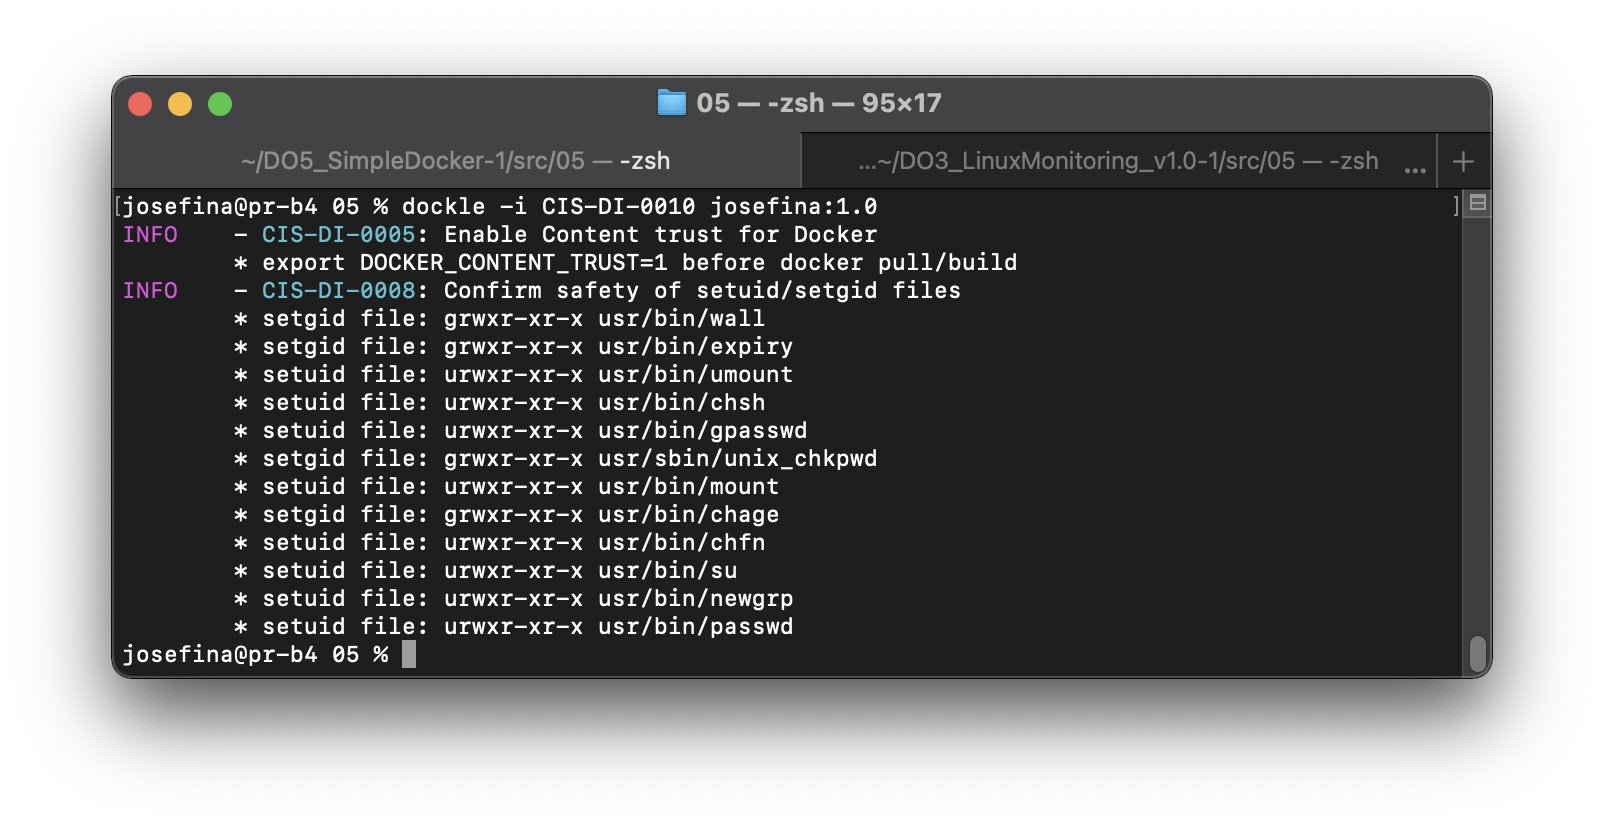 05 — -zsh — 95×17
~/DO5_SimpleDocker-1/src/05 — -zsh
...~/DO3_LinuxMonitoring_v1.0-1/src/05 — -zsh ...
[josefina@pr-b4 05 % dockle -i CIS-DI-0010 josefina:1.0 ]
INFO    - CIS-DI-0005: Enable Content trust for Docker
        * export DOCKER_CONTENT_TRUST=1 before docker pull/build
INFO    - CIS-DI-0008: Confirm safety of setuid/setgid files
        * setgid file: grwxr-xr-x usr/bin/wall
        * setgid file: grwxr-xr-x usr/bin/expiry
        * setuid file: urwxr-xr-x usr/bin/umount
        * setuid file: urwxr-xr-x usr/bin/chsh
        * setuid file: urwxr-xr-x usr/bin/gpasswd
        * setgid file: grwxr-xr-x usr/sbin/unix_chkpwd
        * setuid file: urwxr-xr-x usr/bin/mount
        * setgid file: grwxr-xr-x usr/bin/chage
        * setuid file: urwxr-xr-x usr/bin/chfn
        * setuid file: urwxr-xr-x usr/bin/su
        * setuid file: urwxr-xr-x usr/bin/newgrp
        * setuid file: urwxr-xr-x usr/bin/passwd
josefina@pr-b4 05 %